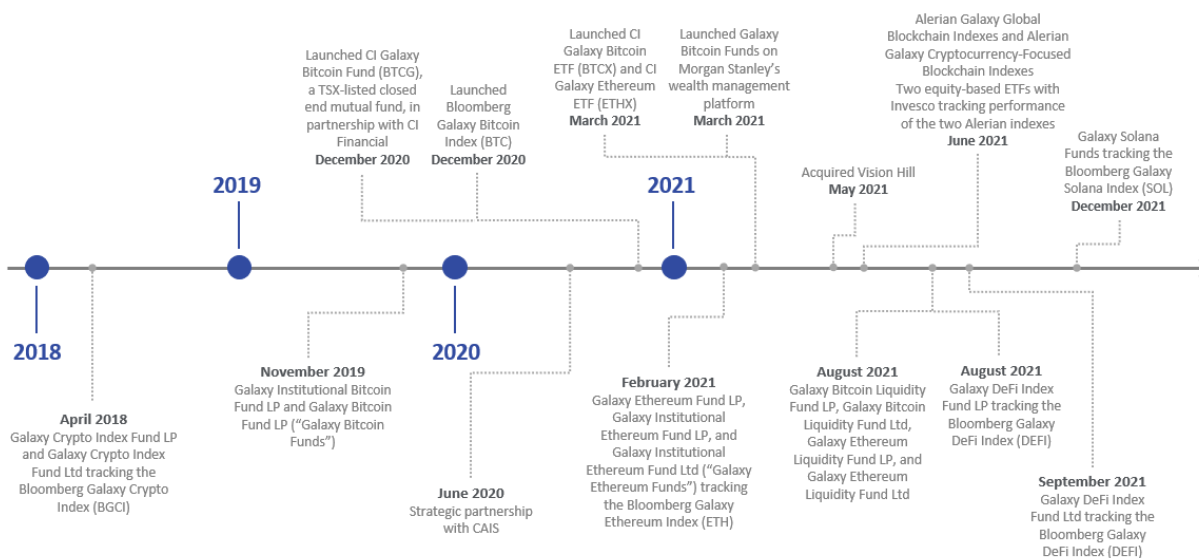 Launched CI Galaxy
Bitcoin Fund (BTCG),
a TSX-listed closed
end mutual fund, in
partnership with CI
Financial
December 2020
Launched
Bloomberg
Galaxy Bitcoin
Index (BTC)
December 2020
Launched CI
Galaxy Bitcoin
ETF (BTCX) and CI
Galaxy Ethereum
ETF (ETHX)
March 2021
Launched Galaxy
Bitcoin Funds on
Morgan Stanley's
wealth management
platform
March 2021
Acquired Vision Hill
May 2021
Alerian Galaxy Global
Blockchain Indexes and Alerian
Galaxy Cryptocurrency-Focused
Blockchain Indexes
Two equity-based ETFs with
Invesco tracking performance
of the two Alerian indexes
June 2021
Galaxy Solana
Funds tracking the
Bloomberg Galaxy
Solana Index (SOL)
December 2021
2019
2021
2018
2020
April 2018
Galaxy Crypto Index Fund LP
and Galaxy Crypto Index
Fund Ltd tracking the
Bloomberg Galaxy Crypto
Index (BGCI)
November 2019
Galaxy Institutional Bitcoin
Fund LP and Galaxy Bitcoin
Fund LP ("Galaxy Bitcoin
Funds")
June 2020
Strategic partnership
with CAIS
February 2021
Galaxy Ethereum Fund LP,
Galaxy Institutional
Ethereum Fund LP, and
Galaxy Institutional
Ethereum Fund Ltd ("Galaxy
Ethereum Funds") tracking
the Bloomberg Galaxy
Ethereum Index (ETH)
August 2021
Galaxy Bitcoin Liquidity
Fund LP, Galaxy Bitcoin
Liquidity Fund Ltd,
Galaxy Ethereum
Liquidity Fund LP, and
Galaxy Ethereum
Liquidity Fund Ltd
August 2021
Galaxy DeFi Index
Fund LP tracking the
Bloomberg Galaxy
DeFi Index (DEFI)
September 2021
Galaxy DeFi Index
Fund Ltd tracking the
Bloomberg Galaxy
DeFi Index (DEFI)